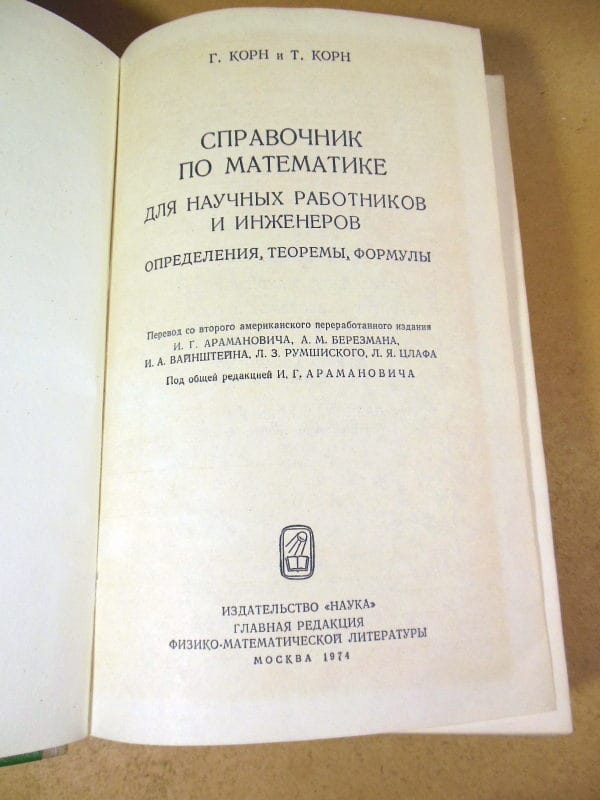 Г. КОРН и Т. КОРН
СПРАВОЧНИК
ПО МАТЕМАТИКЕ
ДЛЯ НАУЧНЫХ РАБОТНИКОВ
И ИНЖЕНЕРОВ
ОПРЕДЕЛЕНИЯ, ТЕОРЕМЫ, ФОРМУЛЫ
Перевод со второго американского переработанного издания
И. Г. АРАМАНОВИЧА, А. М. БЕРЕЗМАНА,
И. А. ВАЙНШТЕЙНА, Л. З. РУМШИСКОГО, Л. Я. ЦЛАФА
Под общей редакцией И. Г. АРАМАНОВИЧА
ИЗДАТЕЛЬСТВО «НАУКА»
ГЛАВНАЯ РЕДАКЦИЯ
ФИЗИКО-МАТЕМАТИЧЕСКОЙ ЛИТЕРАТУРЫ
МОСКВА 1974